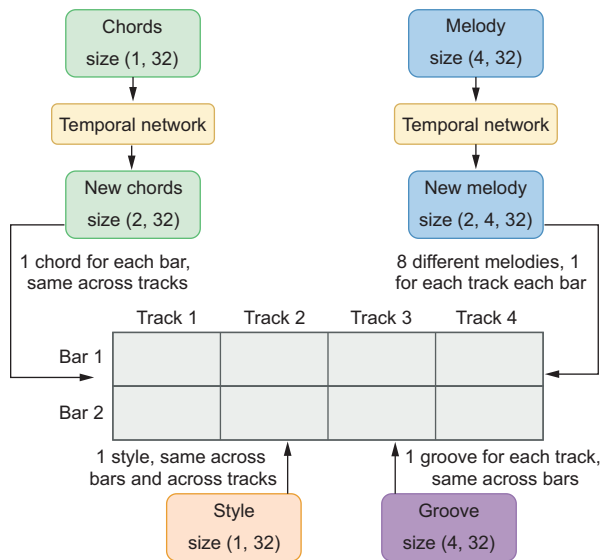 Chords
size (1, 32)
Melody
size (4, 32)
Temporal network
Temporal network
New chords
size (2, 32)
New melody
size (2, 4, 32)
1 chord for each bar,
same across tracks
8 different melodies, 1
for each track each bar
Track 1
Track 2
Track 3
Track 4
Bar 1
Bar 2
1 style, same across
bars and across tracks
1 groove for each track,
same across bars
Style
size (1, 32)
Groove
size (4, 32)